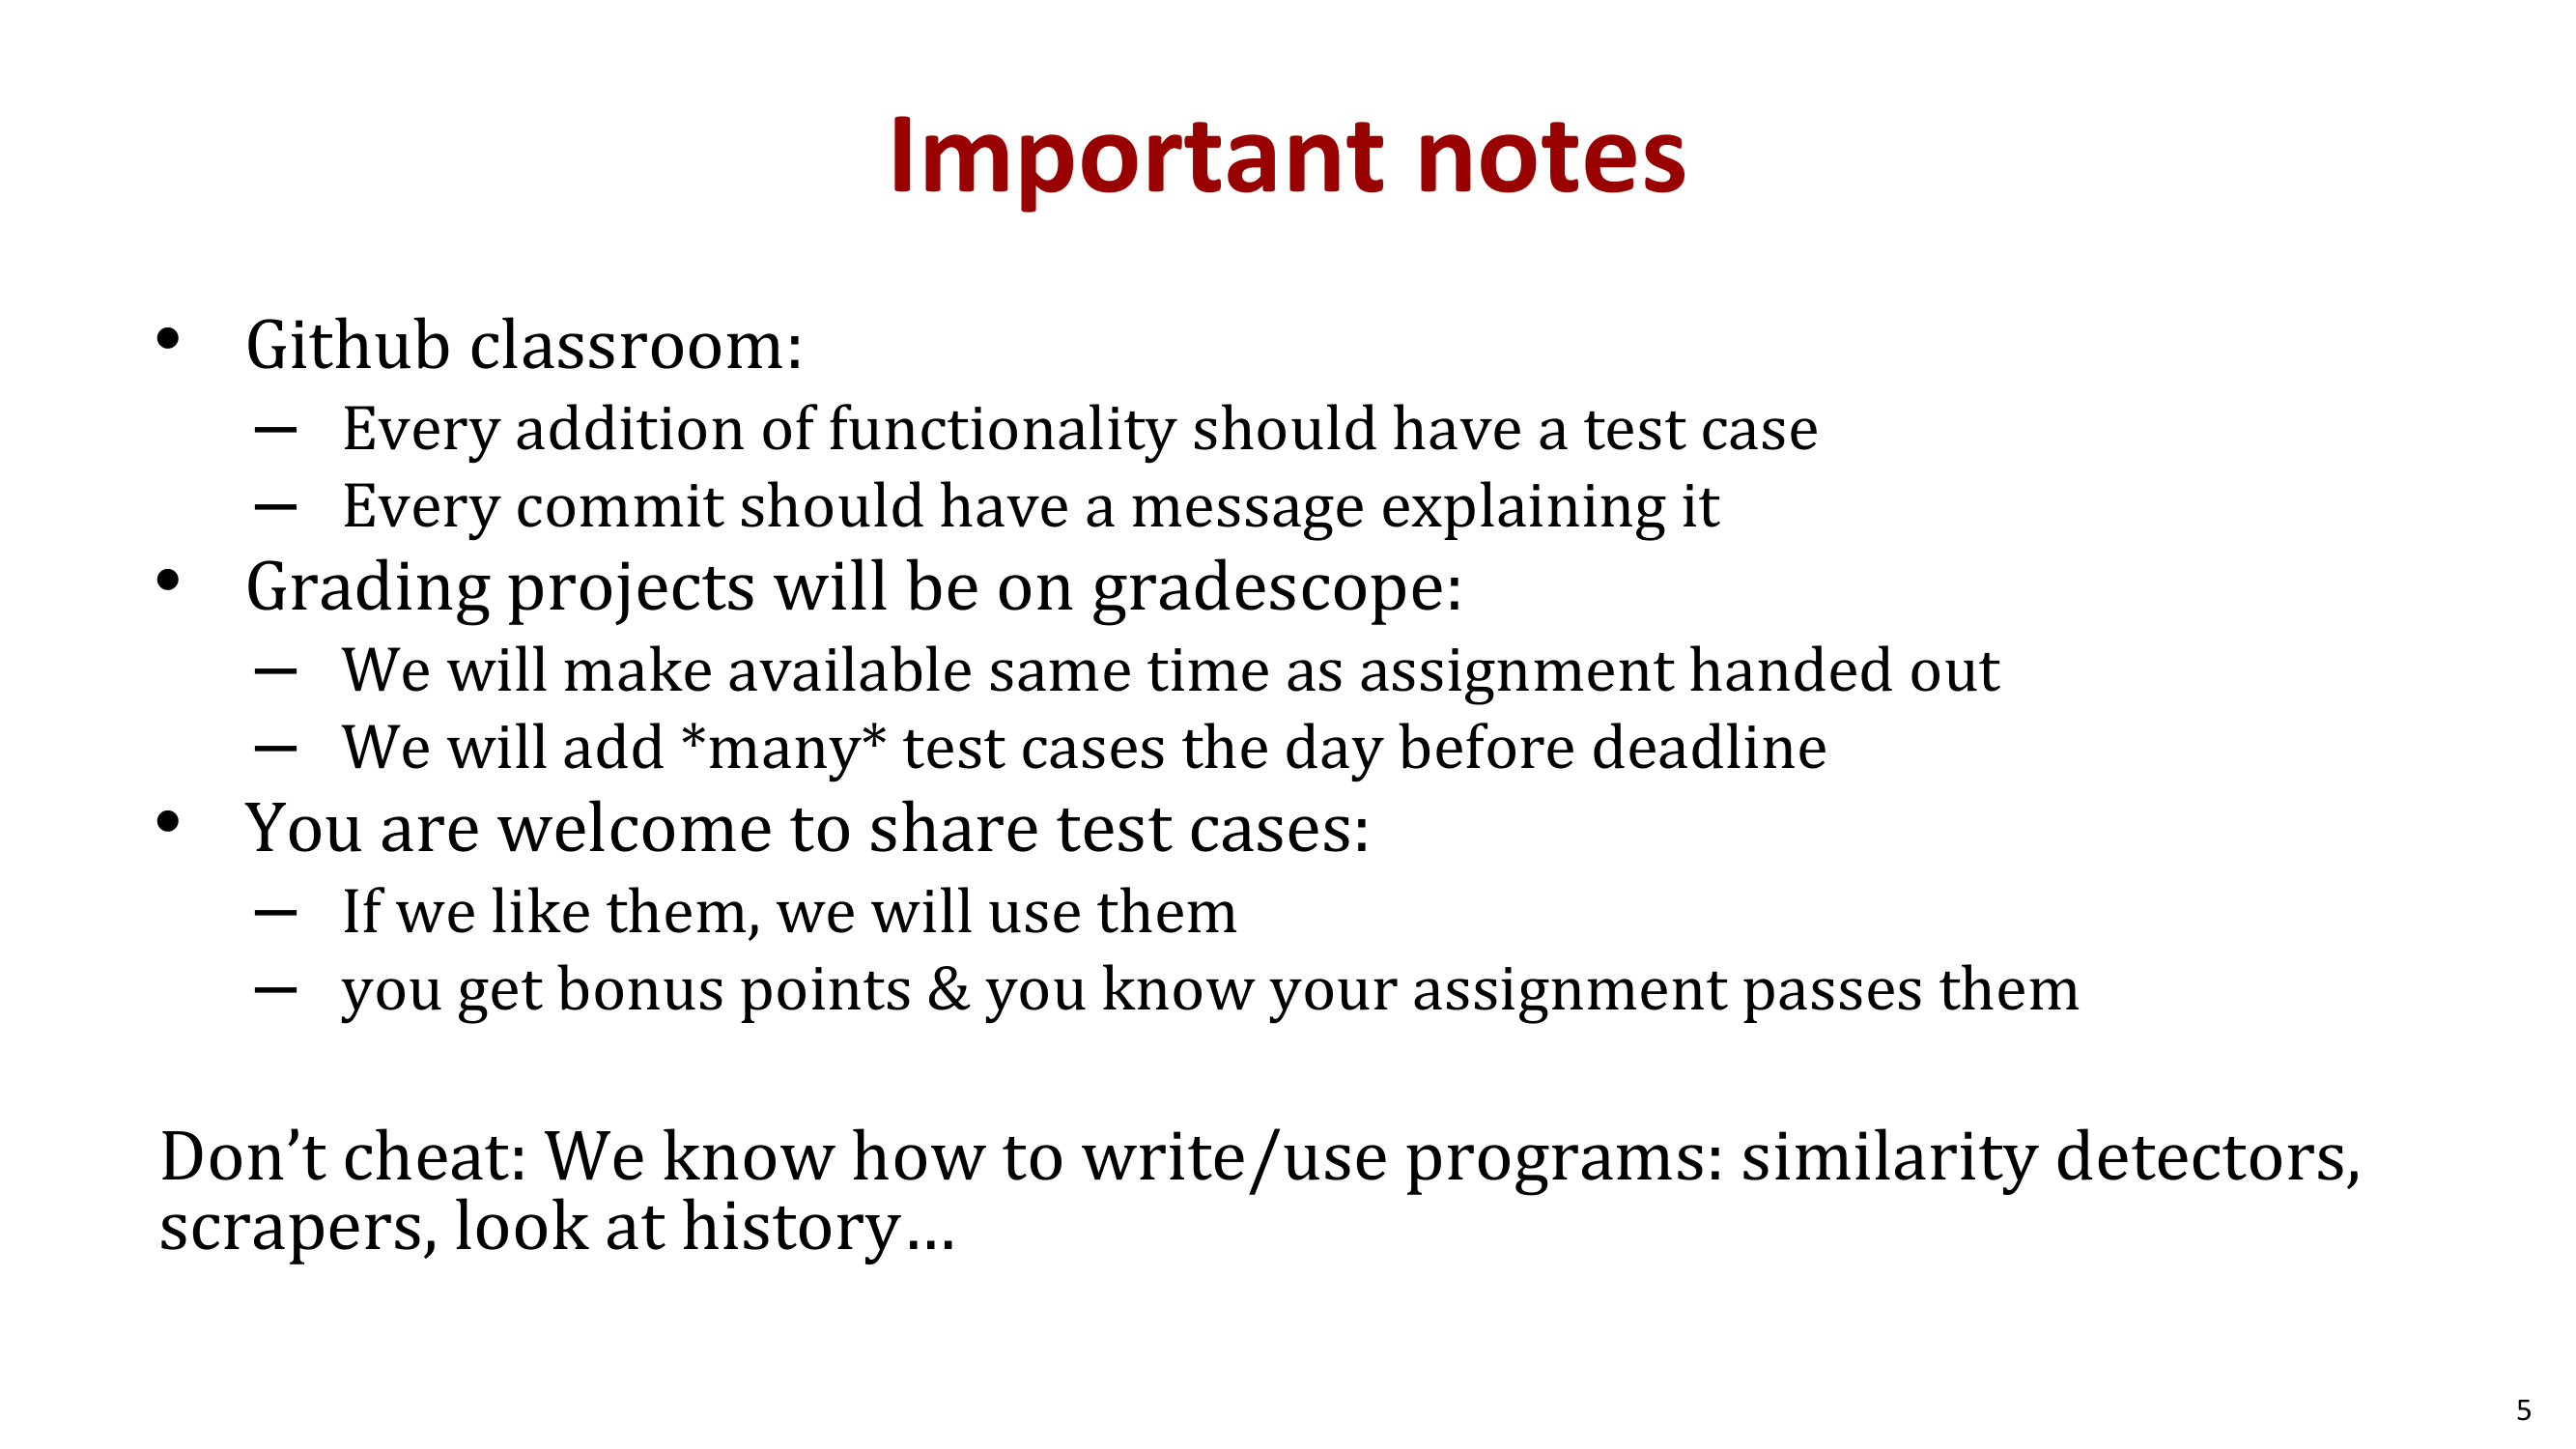 Important notes
• Github classroom:
– Every addition of functionality should have a test case
– Every commit should have a message explaining it
• Grading projects will be on gradescope:
– We will make available same time as assignment handed out
– We will add *many* test cases the day before deadline
• You are welcome to share test cases:
– If we like them, we will use them
– you get bonus points & you know your assignment passes them
Don’t cheat: We know how to write/use programs: similarity detectors,
scrapers, look at history…
5